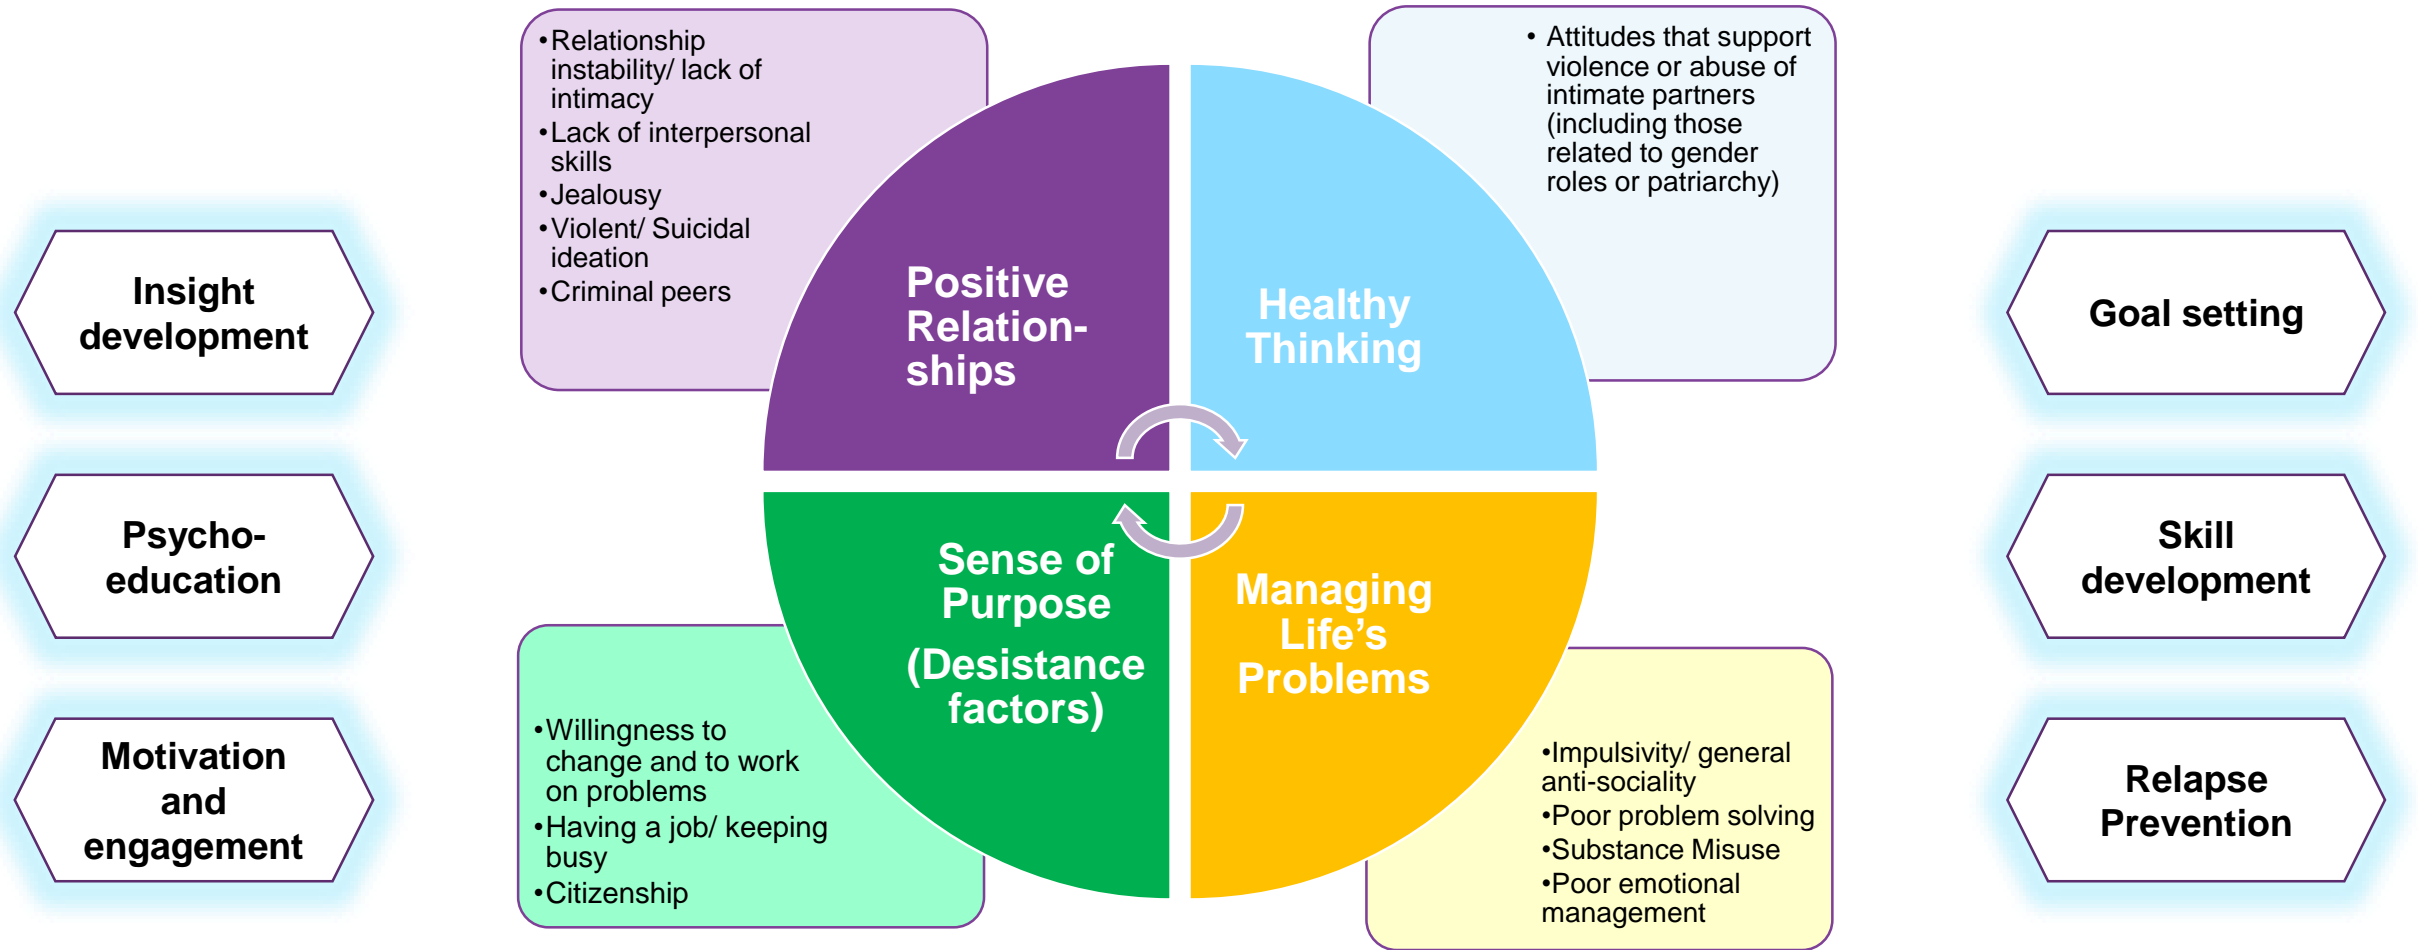 Insight
development
Psycho-
education
Motivation
and
engagement
•Relationship
instability/ lack of
intimacy
•Lack of interpersonal
skills
•Jealousy
•Violent/ Suicidal
ideation
•Criminal peers
Positive
Relation-
ships
Healthy
Thinking
• Attitudes that support
violence or abuse of
intimate partners
(including those
related to gender
roles or patriarchy)
Sense of
Purpose
(Desistance
factors)
•Willingness to
change and to work
on problems
•Having a job/ keeping
busy
•Citizenship
Managing
Life’s
Problems
•Impulsivity/ general
anti-sociality
•Poor problem solving
•Substance Misuse
•Poor emotional
management
Goal setting
Skill
development
Relapse
Prevention